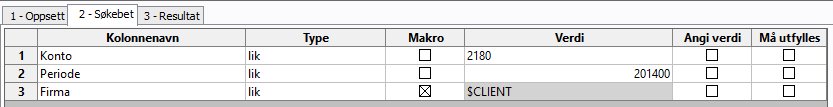 1 - Oppsett 2 - Søkebet 3 - Resultat
Kolonnenavn Type Makro Verdi Angi verdi Må utfylles
1 Konto lik 2180
2 Periode lik 201400
3 Firma lik $CLIENT